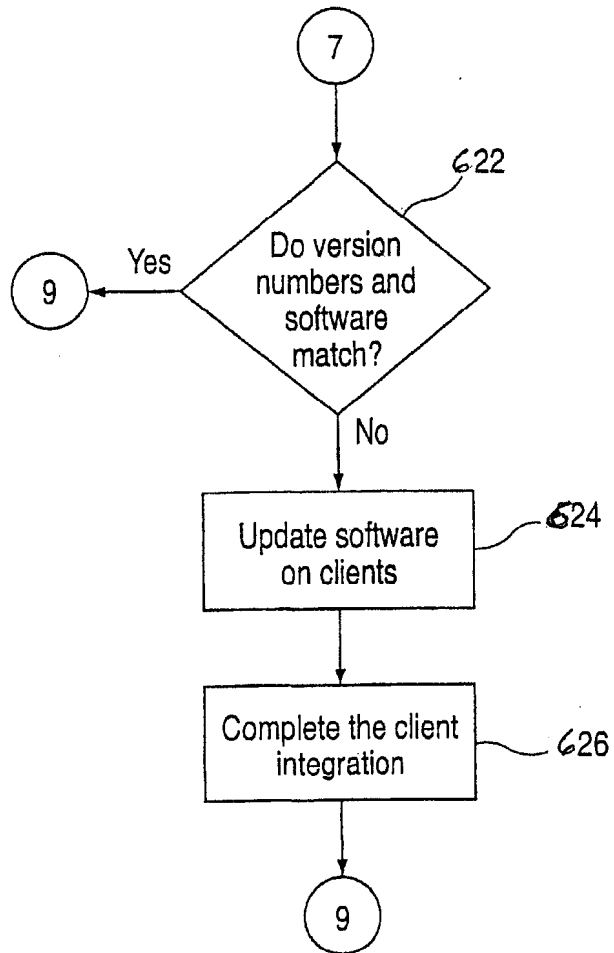 7
622
Do version
numbers and
software
match?
Yes
9
No
Update software
on clients
624
Complete the client
integration
626
9